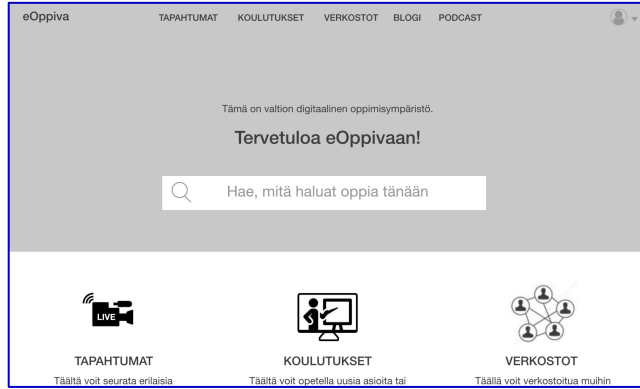 eOppiva
TAPAHTUMAT KOULUTUKSET VERKOSTOT BLOGI PODCAST
Tämä on valtion digitaalinen oppimisympäristö.
Tervetuloa eOppivaan!
Hae, mitä haluat oppia tänään
LIVE
TAPAHTUMAT KOULUTUKSET VERKOSTOT
Täältä voit seurata erilaisia Täältä voit opetella uusia asioita tai Täällä voit verkostoitua muihin